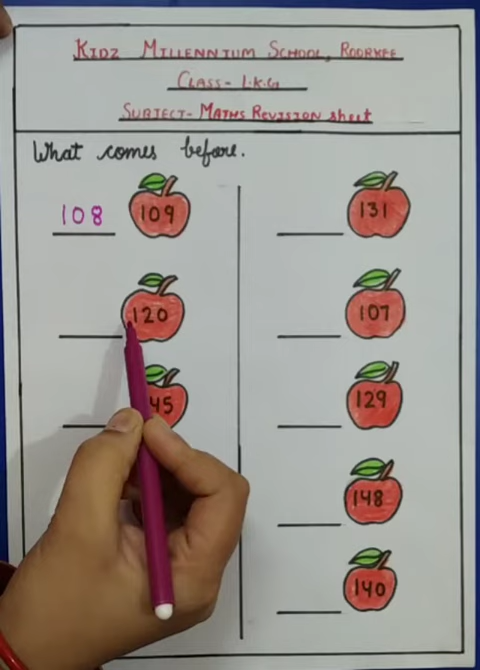 KIDZ MILLENNIUM SCHOOL, ROORKEE
CLASS- L.K.G
SUBJECT- MATHS REVISION sheet
What comes before.
108 109
120
45
131
107
129
148
140